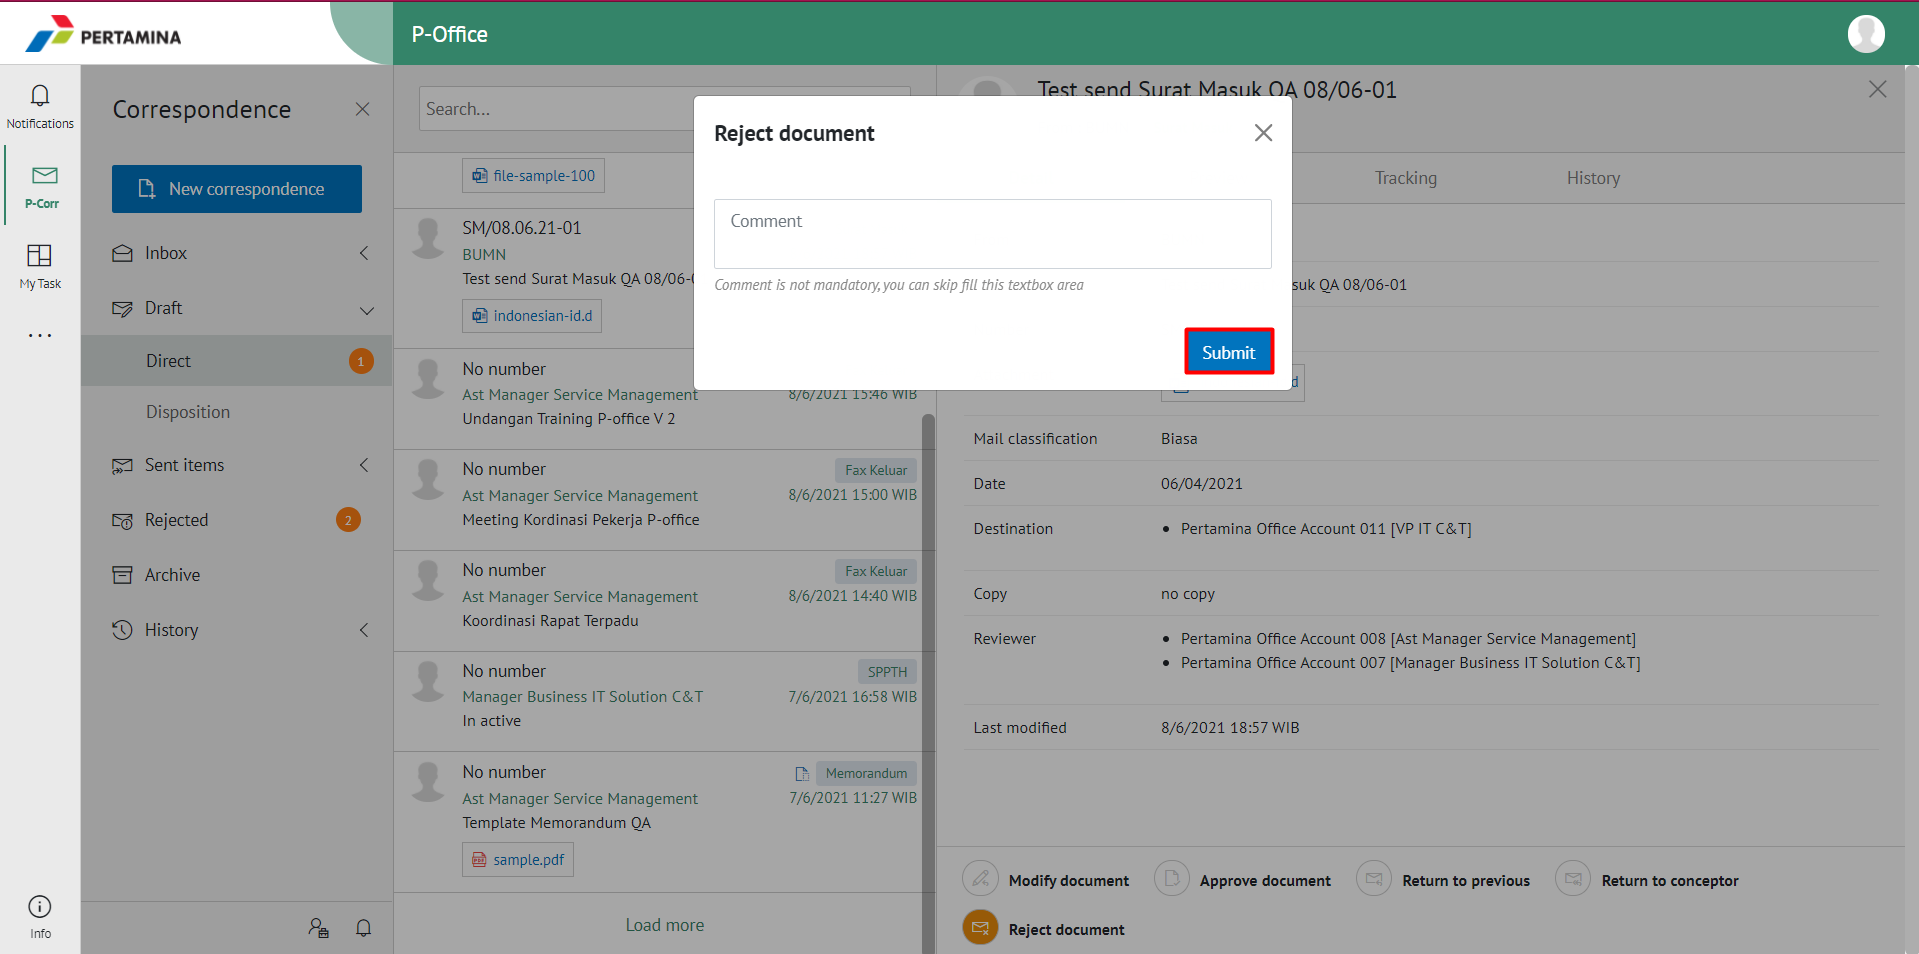 PERTAMINA
P-Office
Notifications
P-Corr
My Task
Info
Correspondence
New correspondence
Inbox
Draft
Direct
1
Disposition
Sent items
Rejected
2
Archive
History
Search...
file-sample-100
SM/08.06.21-01
BUMN
Test send Surat Masuk QA 08/06-0
indonesian-id.d
No number
Ast Manager Service Management
8/6/2021 15:46 WIB
Undangan Training P-office V 2
No number
Fax Keluar
Ast Manager Service Management
8/6/2021 15:00 WIB
Meeting Kordinasi Pekerja P-office
No number
Fax Keluar
Ast Manager Service Management
8/6/2021 14:40 WIB
Koordinasi Rapat Terpadu
No number
SPPTH
Manager Business IT Solution C&T
7/6/2021 16:58 WIB
In active
No number
Memorandum
Ast Manager Service Management
7/6/2021 11:27 WIB
Template Memorandum QA
sample.pdf
Load more
Reject document
Comment
Comment is not mandatory, you can skip fill this textbox area
Submit
Test send Surat Masuk QA 08/06-01
Tracking
History
suk QA 08/06-01
d
Mail classification
Biasa
Date
06/04/2021
Destination
• Pertamina Office Account 011 [VP IT C&T]
Copy
no copy
Reviewer
• Pertamina Office Account 008 [Ast Manager Service Management]
• Pertamina Office Account 007 [Manager Business IT Solution C&T]
Last modified
8/6/2021 18:57 WIB
Modify document
Approve document
Return to previous
Return to conceptor
Reject document